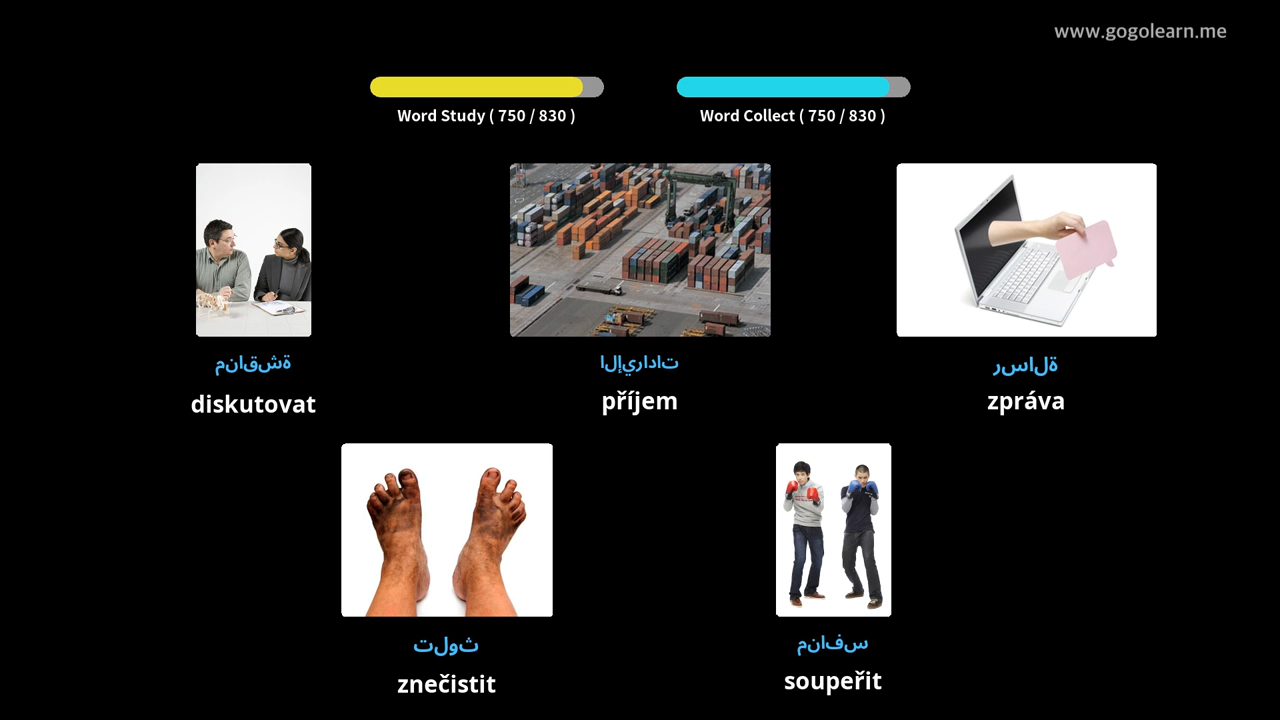 www.gogolearn.me
Word Study ( 750 / 830 )
Word Collect ( 750 / 830 )
مناقشة
الإيرادات
رسالة
diskutovat
příjem
zpráva
تلوث
منافس
znečistit
soupeřit